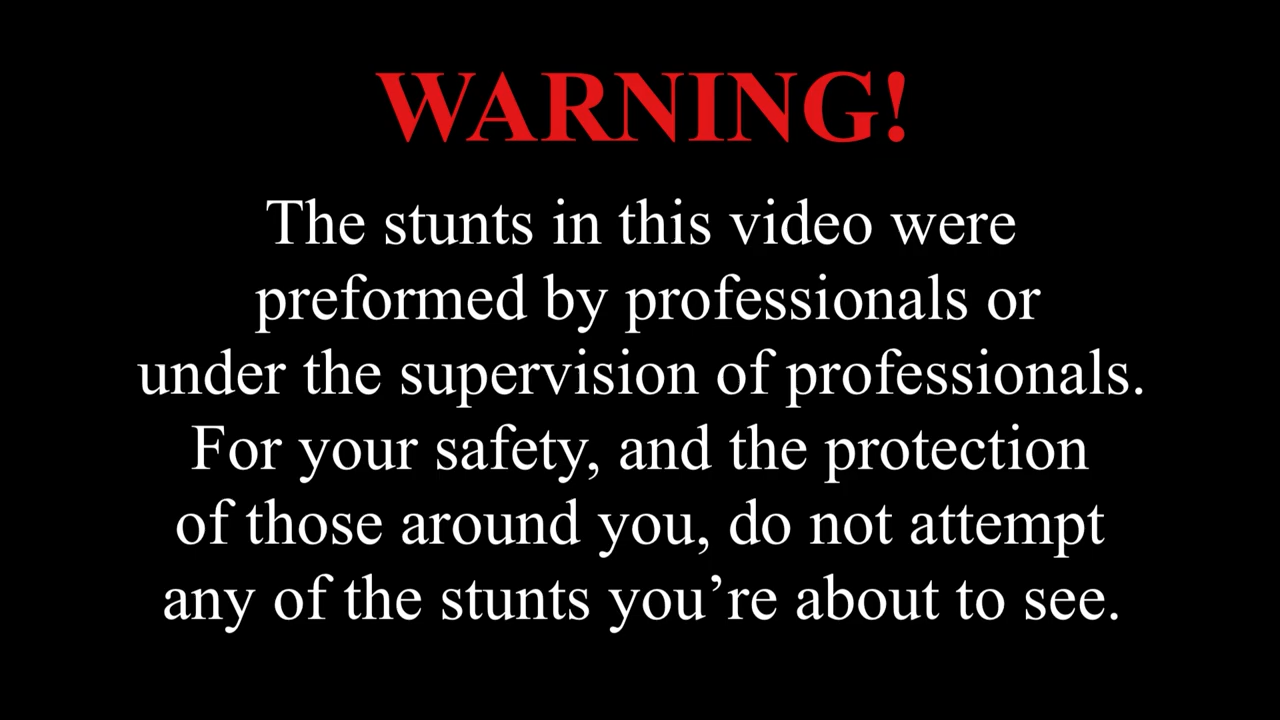 WARNING!
The stunts in this video were
preformed by professionals or
under the supervision of professionals.
For your safety, and the protection
of those around you, do not attempt
any of the stunts you’re about to see.